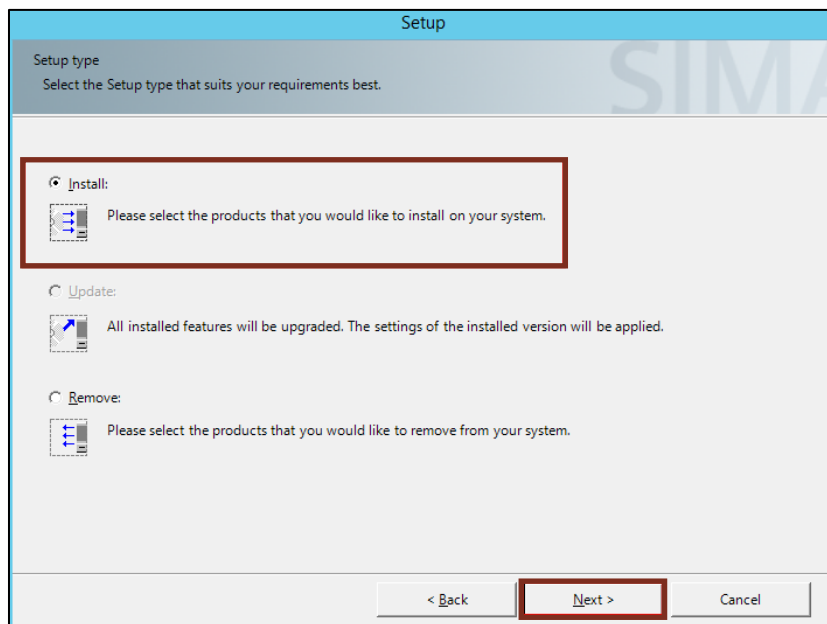 Setup
Setup type
Select the Setup type that suits your requirements best.
SIMA
Install:
Please select the products that you would like to install on your system.
Update:
All installed features will be upgraded. The settings of the installed version will be applied.
Remove:
Please select the products that you would like to remove from your system.
< Back
Next >
Cancel